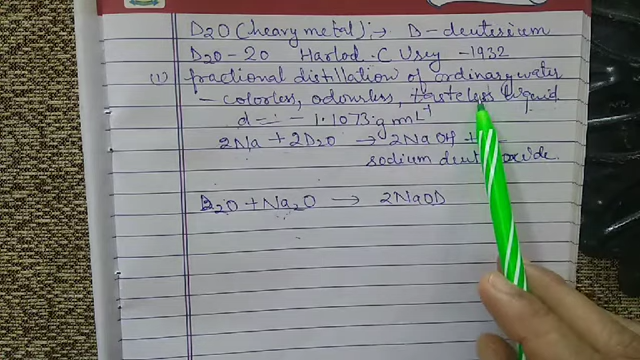 D2O (heavy metal) :→ D - deuterium
D2O - 20 Harlod. C Urey - 1932
(1) fractional distillation of ordinary water
- colorless, odourless, tasteless liquid
d = :- 1.1073 g mL-1
2Na + 2D2O → 2NaOH +
sodium deut oxide.
D2O + Na2O → 2NaOD